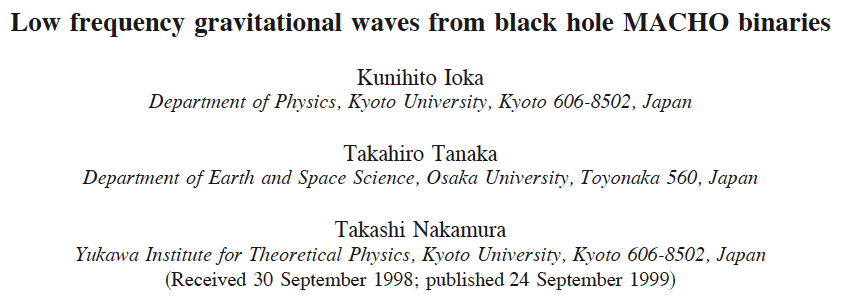 Low frequency gravitational waves from black hole MACHO binaries
Kunihito Ioka
Department of Physics, Kyoto University, Kyoto 606-8502, Japan
Takahiro Tanaka
Department of Earth and Space Science, Osaka University, Toyonaka 560, Japan
Takashi Nakamura
Yukawa Institute for Theoretical Physics, Kyoto University, Kyoto 606-8502, Japan
(Received 30 September 1998; published 24 September 1999)